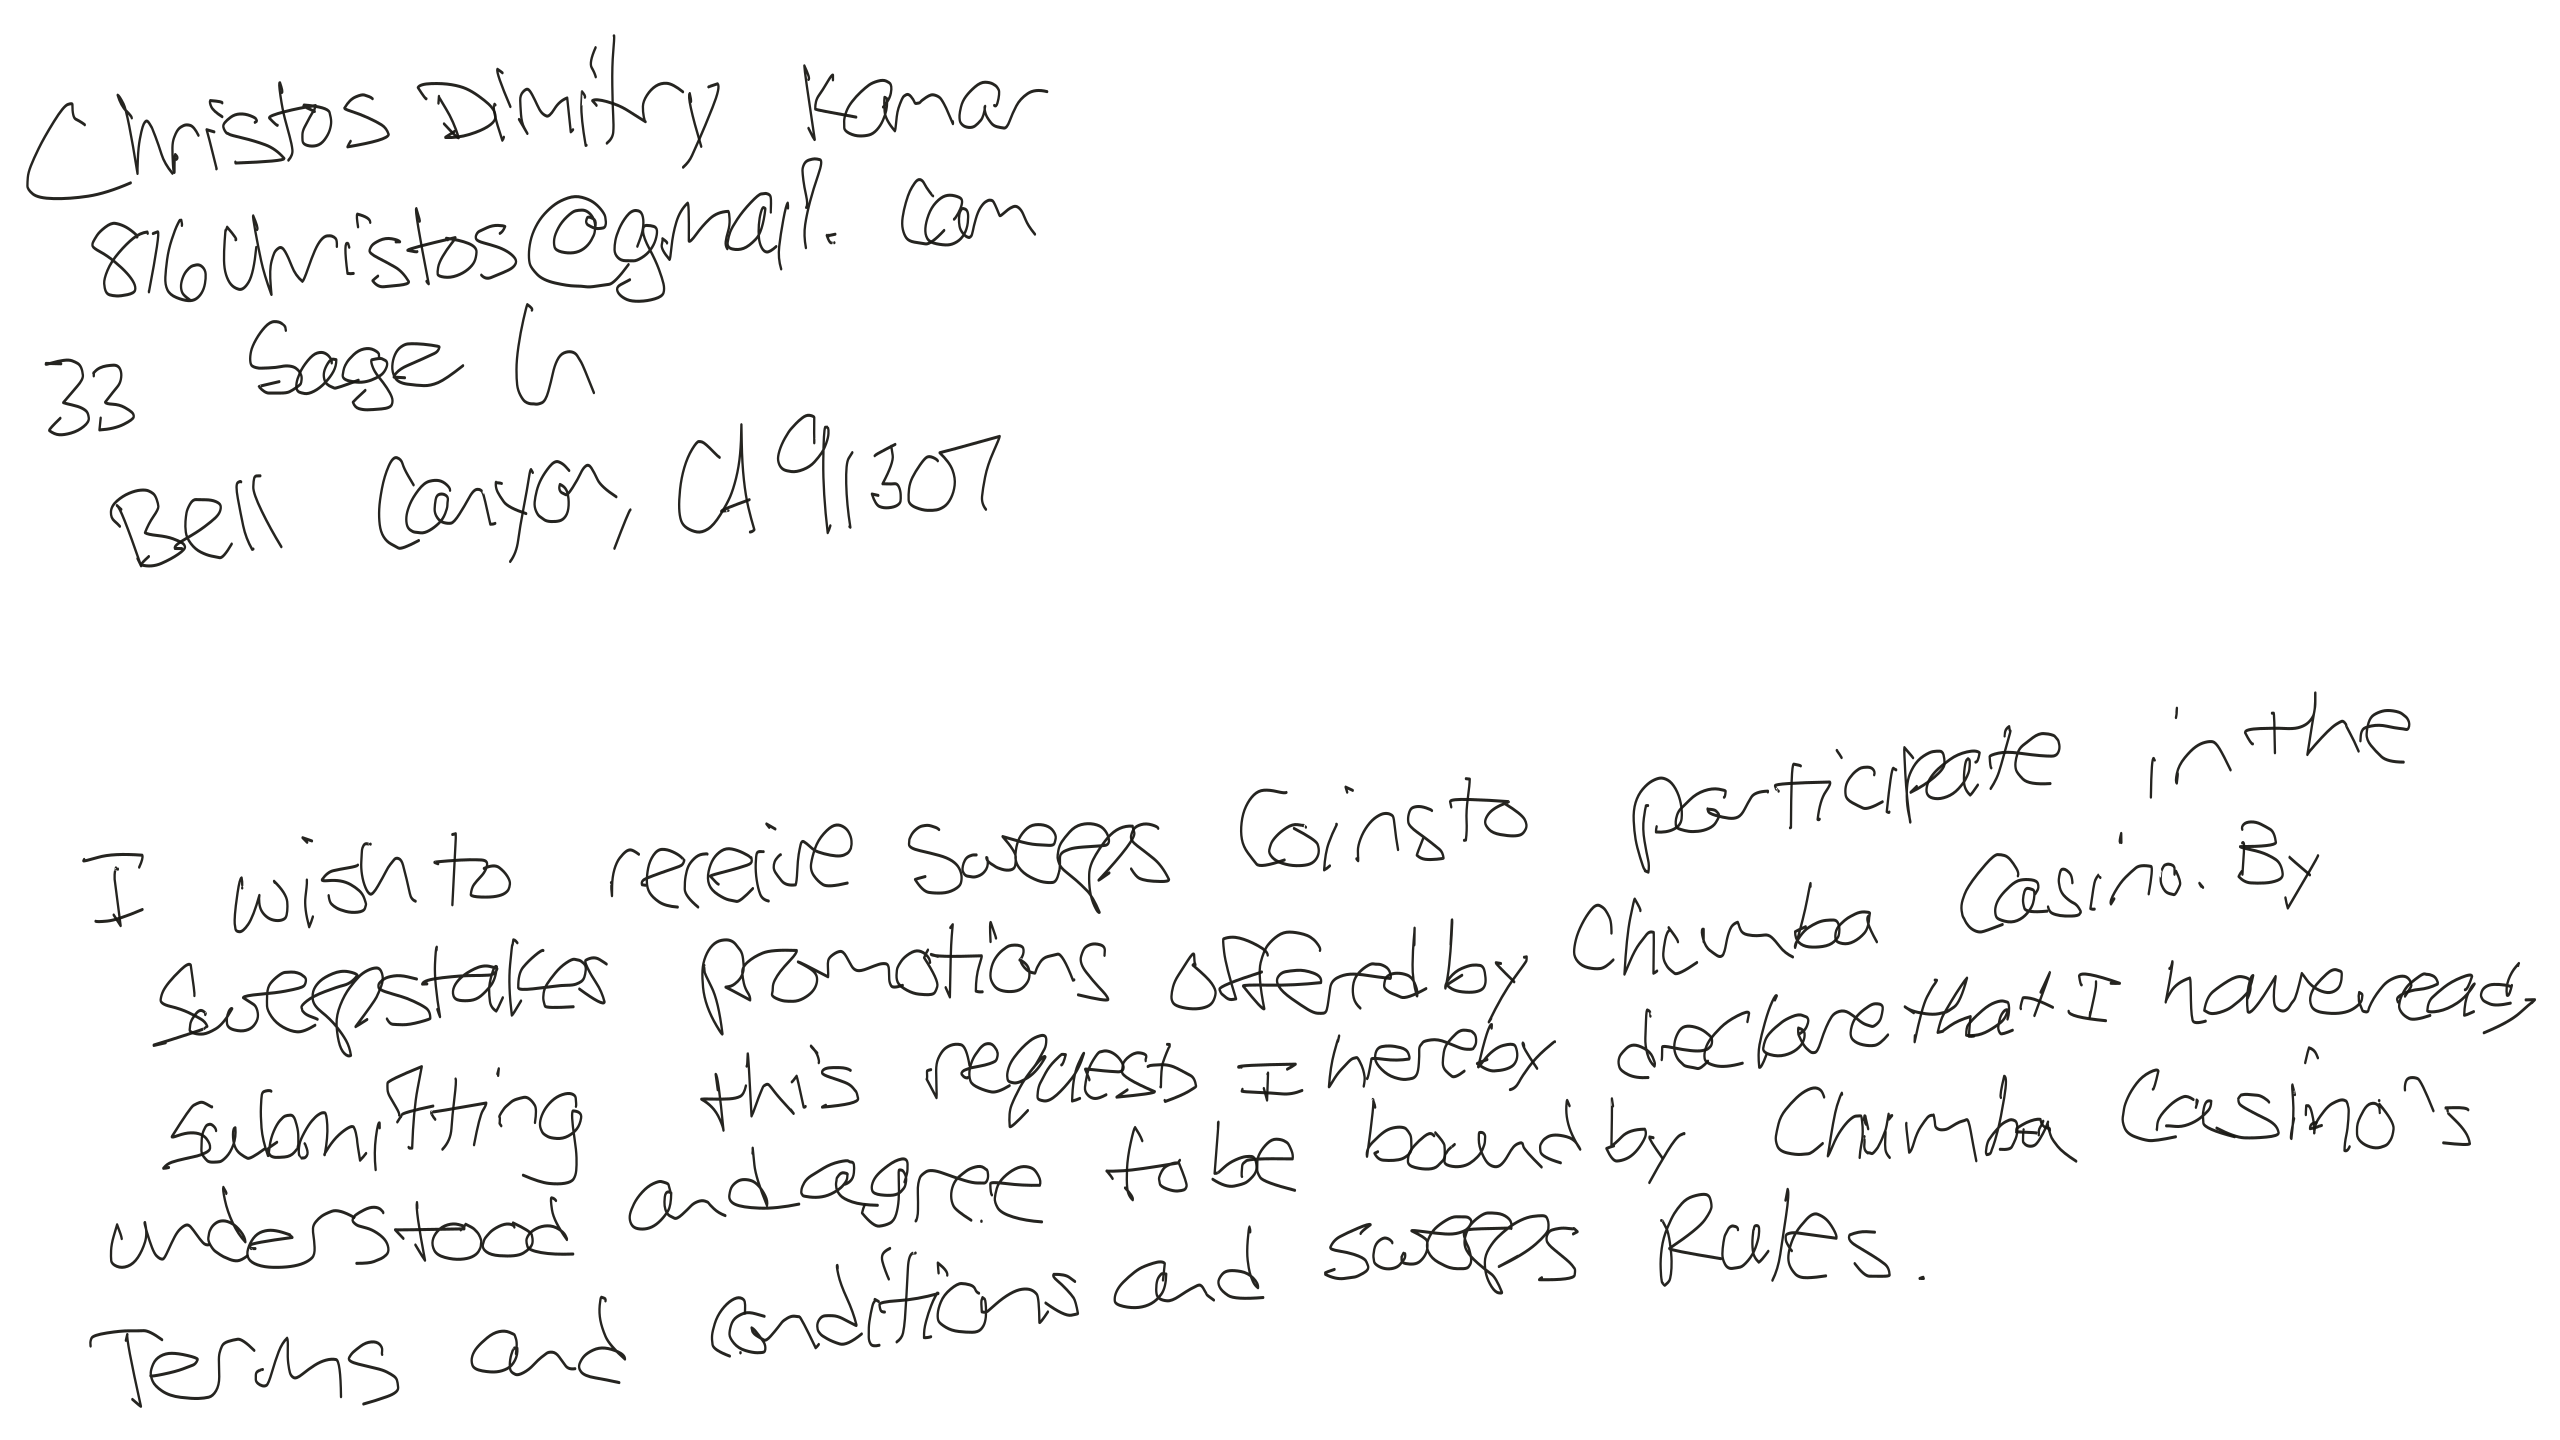 Christos Dimitry Kamar
816christos@gmail.com
33 Sage Ln
Bell Canyon, CA 91307
I wish to receive Sweeps Coins to participate in the
Sweepstakes promotions offered by Chumba Casino. By
submitting this request I hereby declare that I have read,
understood and agree to be bound by Chumba Casino's
Terms and conditions and sweeps Rules.